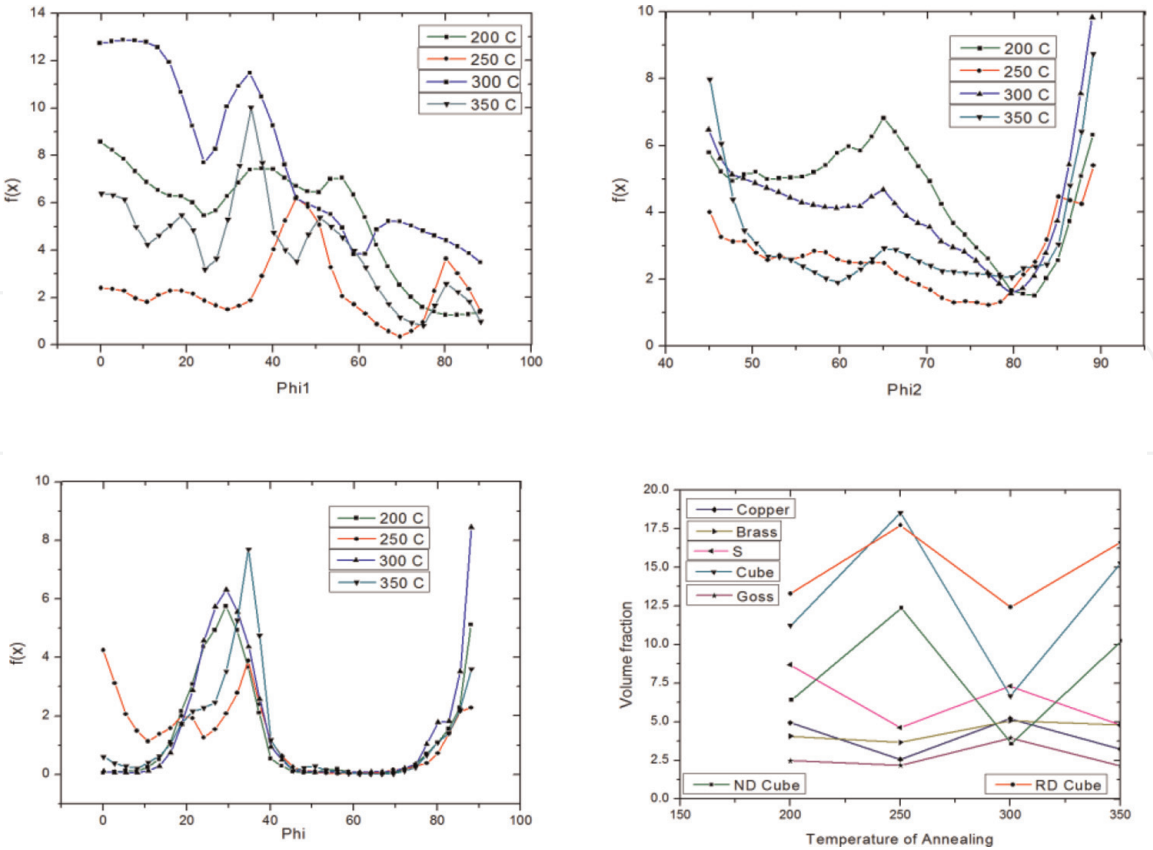 14
12
10
8
6
4
2
0
f(x)
200 C
250 C
300 C
350 C
0 20 40 60 80 100
Phi1
10
8
6
4
2
0
f(x)
200 C
250 C
300 C
350 C
40 50 60 70 80 90
Phi2
10
8
6
4
2
0
f(x)
200 C
250 C
300 C
350 C
0 20 40 60 80 100
Phi
20.0
17.5
15.0
12.5
10.0
7.5
5.0
2.5
0.0
Volume fraction
Copper
Brass
S
Cube
Goss
ND Cube
RD Cube
150 200 250 300 350
Temperature of Annealing